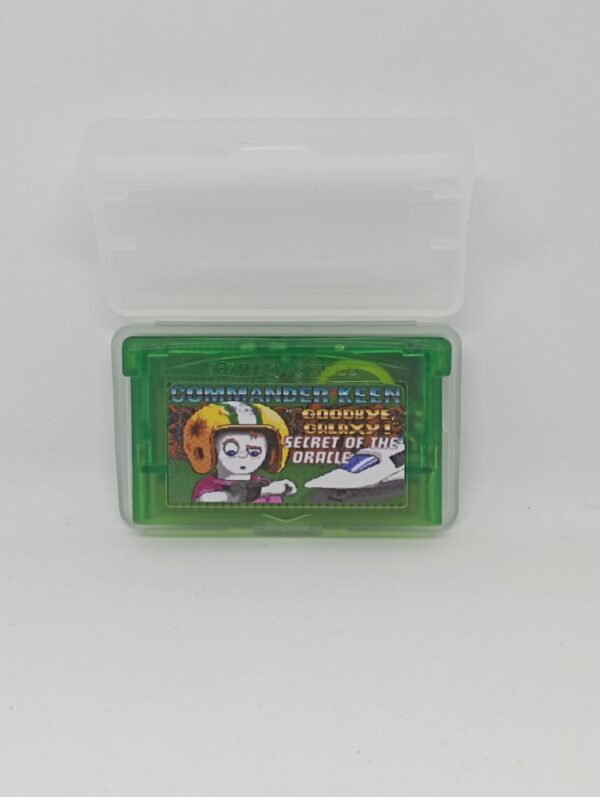 COMMANDER KEEN
"GOODBYE,
GALAXY!"
SECRET OF THE
ORACLE